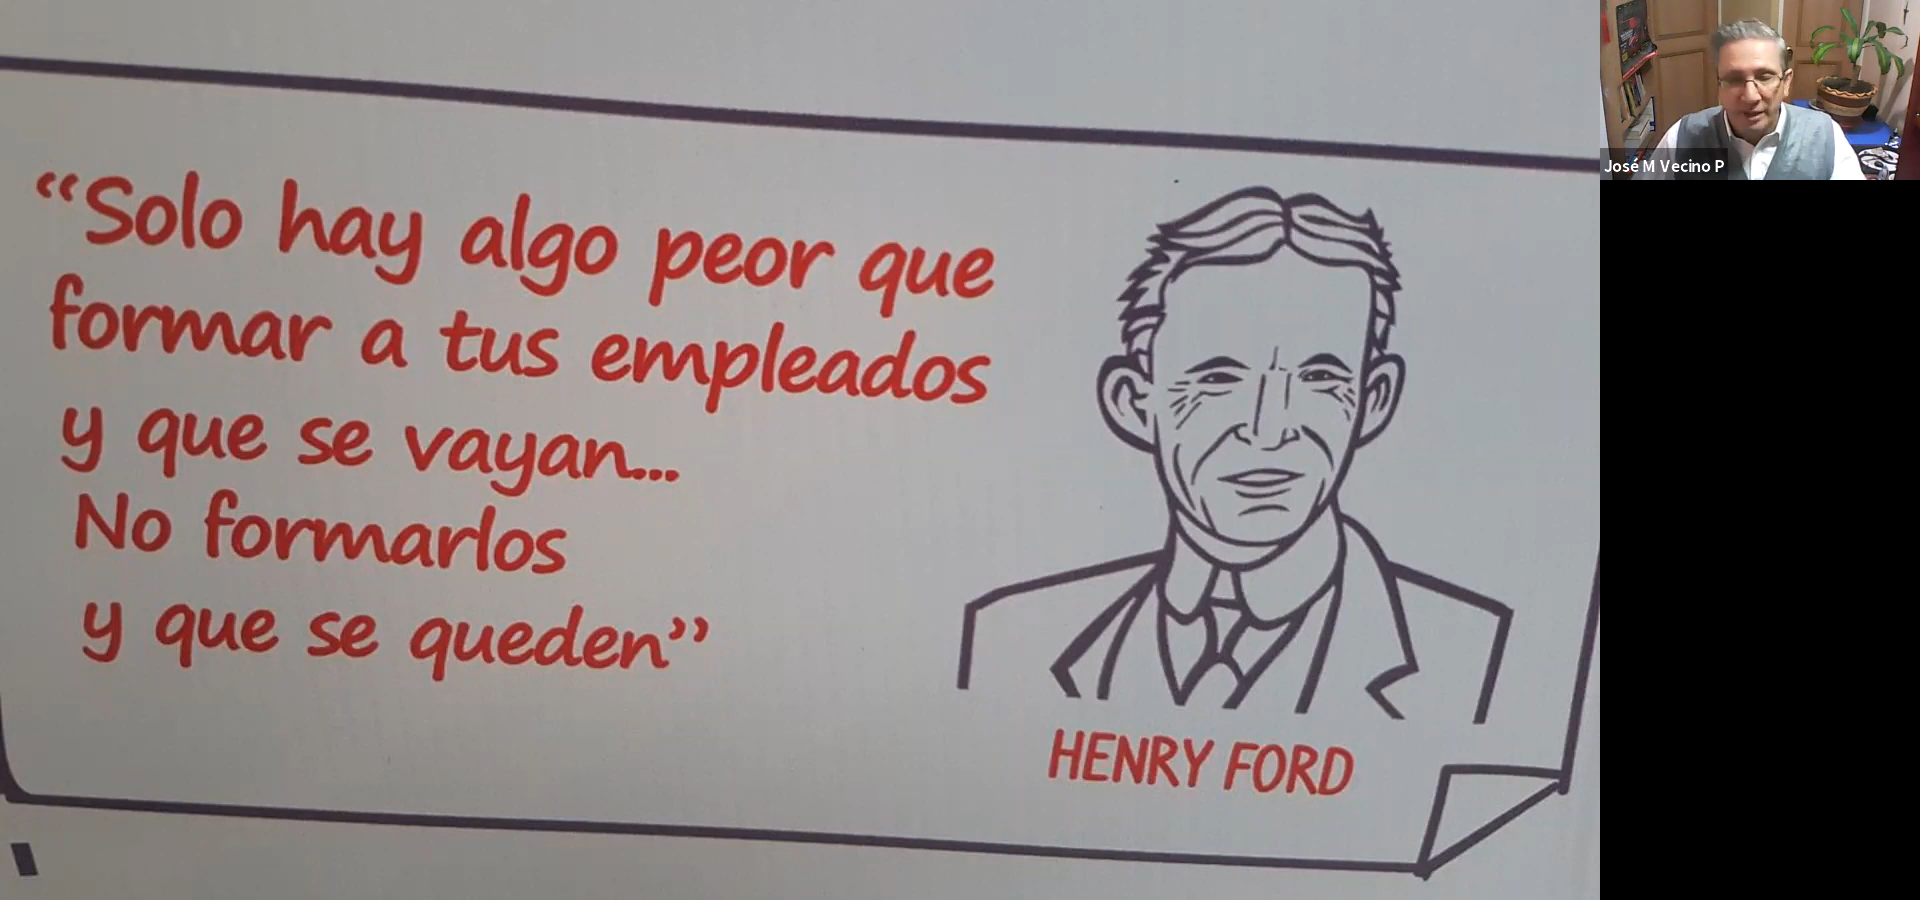 “Solo hay algo peor que
formar a tus empleados
y que se vayan...
No formarlos
y que se queden”
HENRY FORD
José M Vecino P